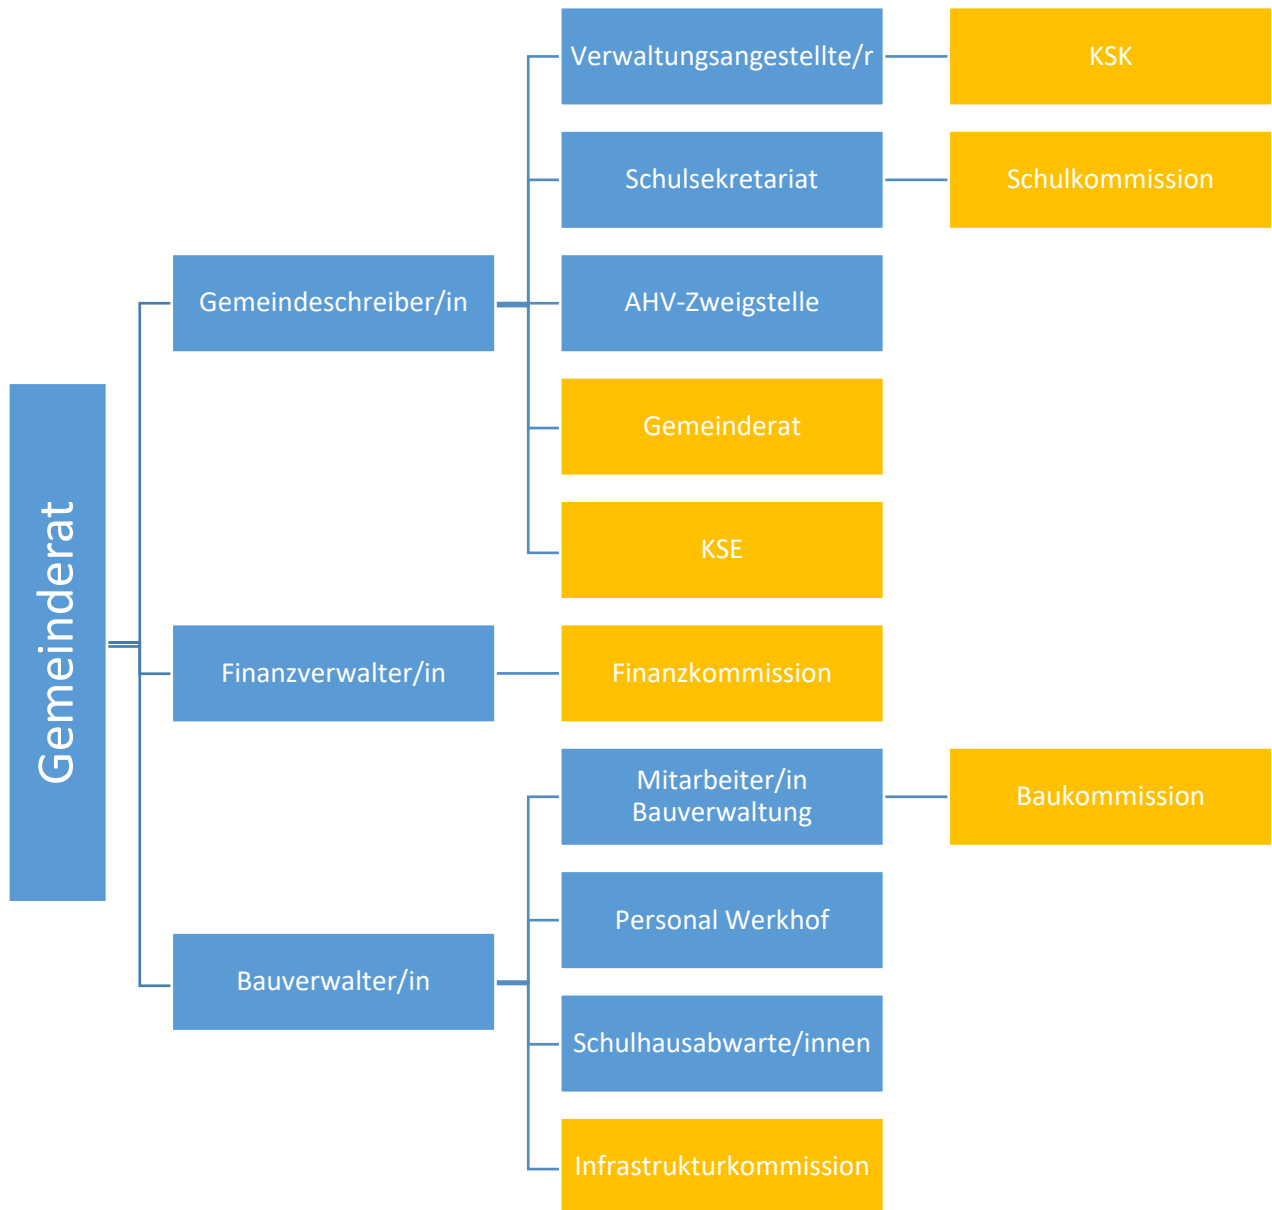 Verwaltungsangestellte/r
KSK
Schulsekretariat
Schulkommission
Gemeindeschreiber/in
AHV-Zweigstelle
Gemeinderat
KSE
Gemeinderat
Finanzverwalter/in
Finanzkommission
Mitarbeiter/in
Bauverwaltung
Baukommission
Personal Werkhof
Bauverwalter/in
Schulhausabwarte/innen
Infrastrukturkommission